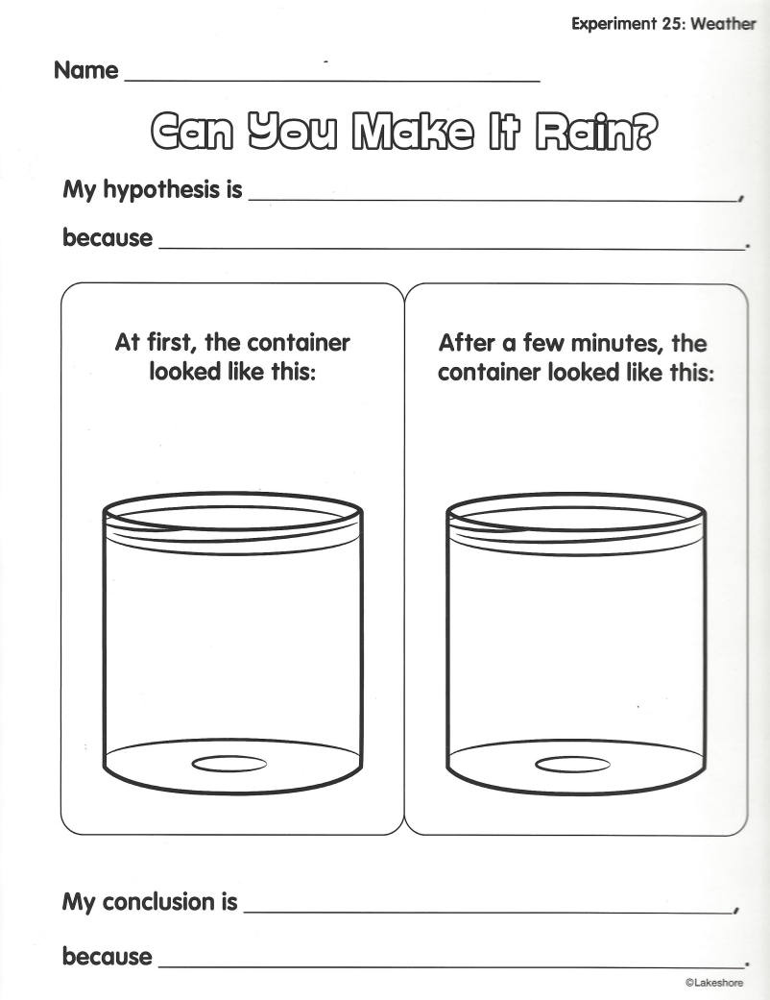 Experiment 25: Weather
Name
Can You Make It Rain?
My hypothesis is ,
because .
At first, the container
looked like this:
After a few minutes, the
container looked like this:
My conclusion is ,
because .
©Lakeshore